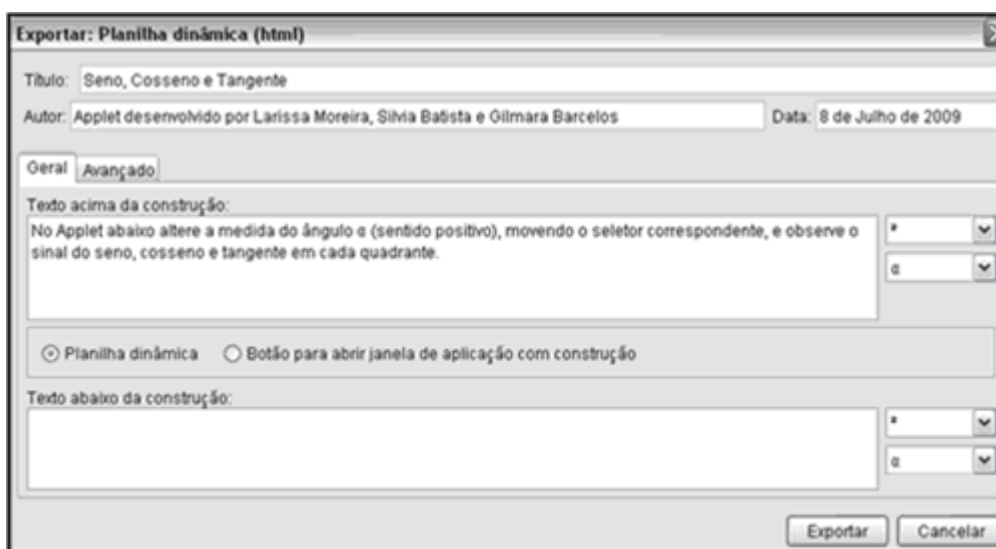 Exportar: Planilha dinâmica (html)
Título: Seno, Cosseno e Tangente
Autor: Applet desenvolvido por Larissa Moreira, Silvia Batista e Gilmara Barcelos Data: 8 de Julho de 2009
Geral Avançado
Texto acima da construção:
No Applet abaixo altere a medida do ângulo α (sentido positivo), movendo o seletor correspondente, e observe o
sinal do seno, cosseno e tangente em cada quadrante.
α
Planilha dinâmica Botão para abrir janela de aplicação com construção
Texto abaixo da construção:
α
Exportar Cancelar